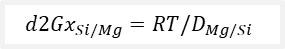 d2Gx_{Si/Mg} = RT/D_{Mg/Si}